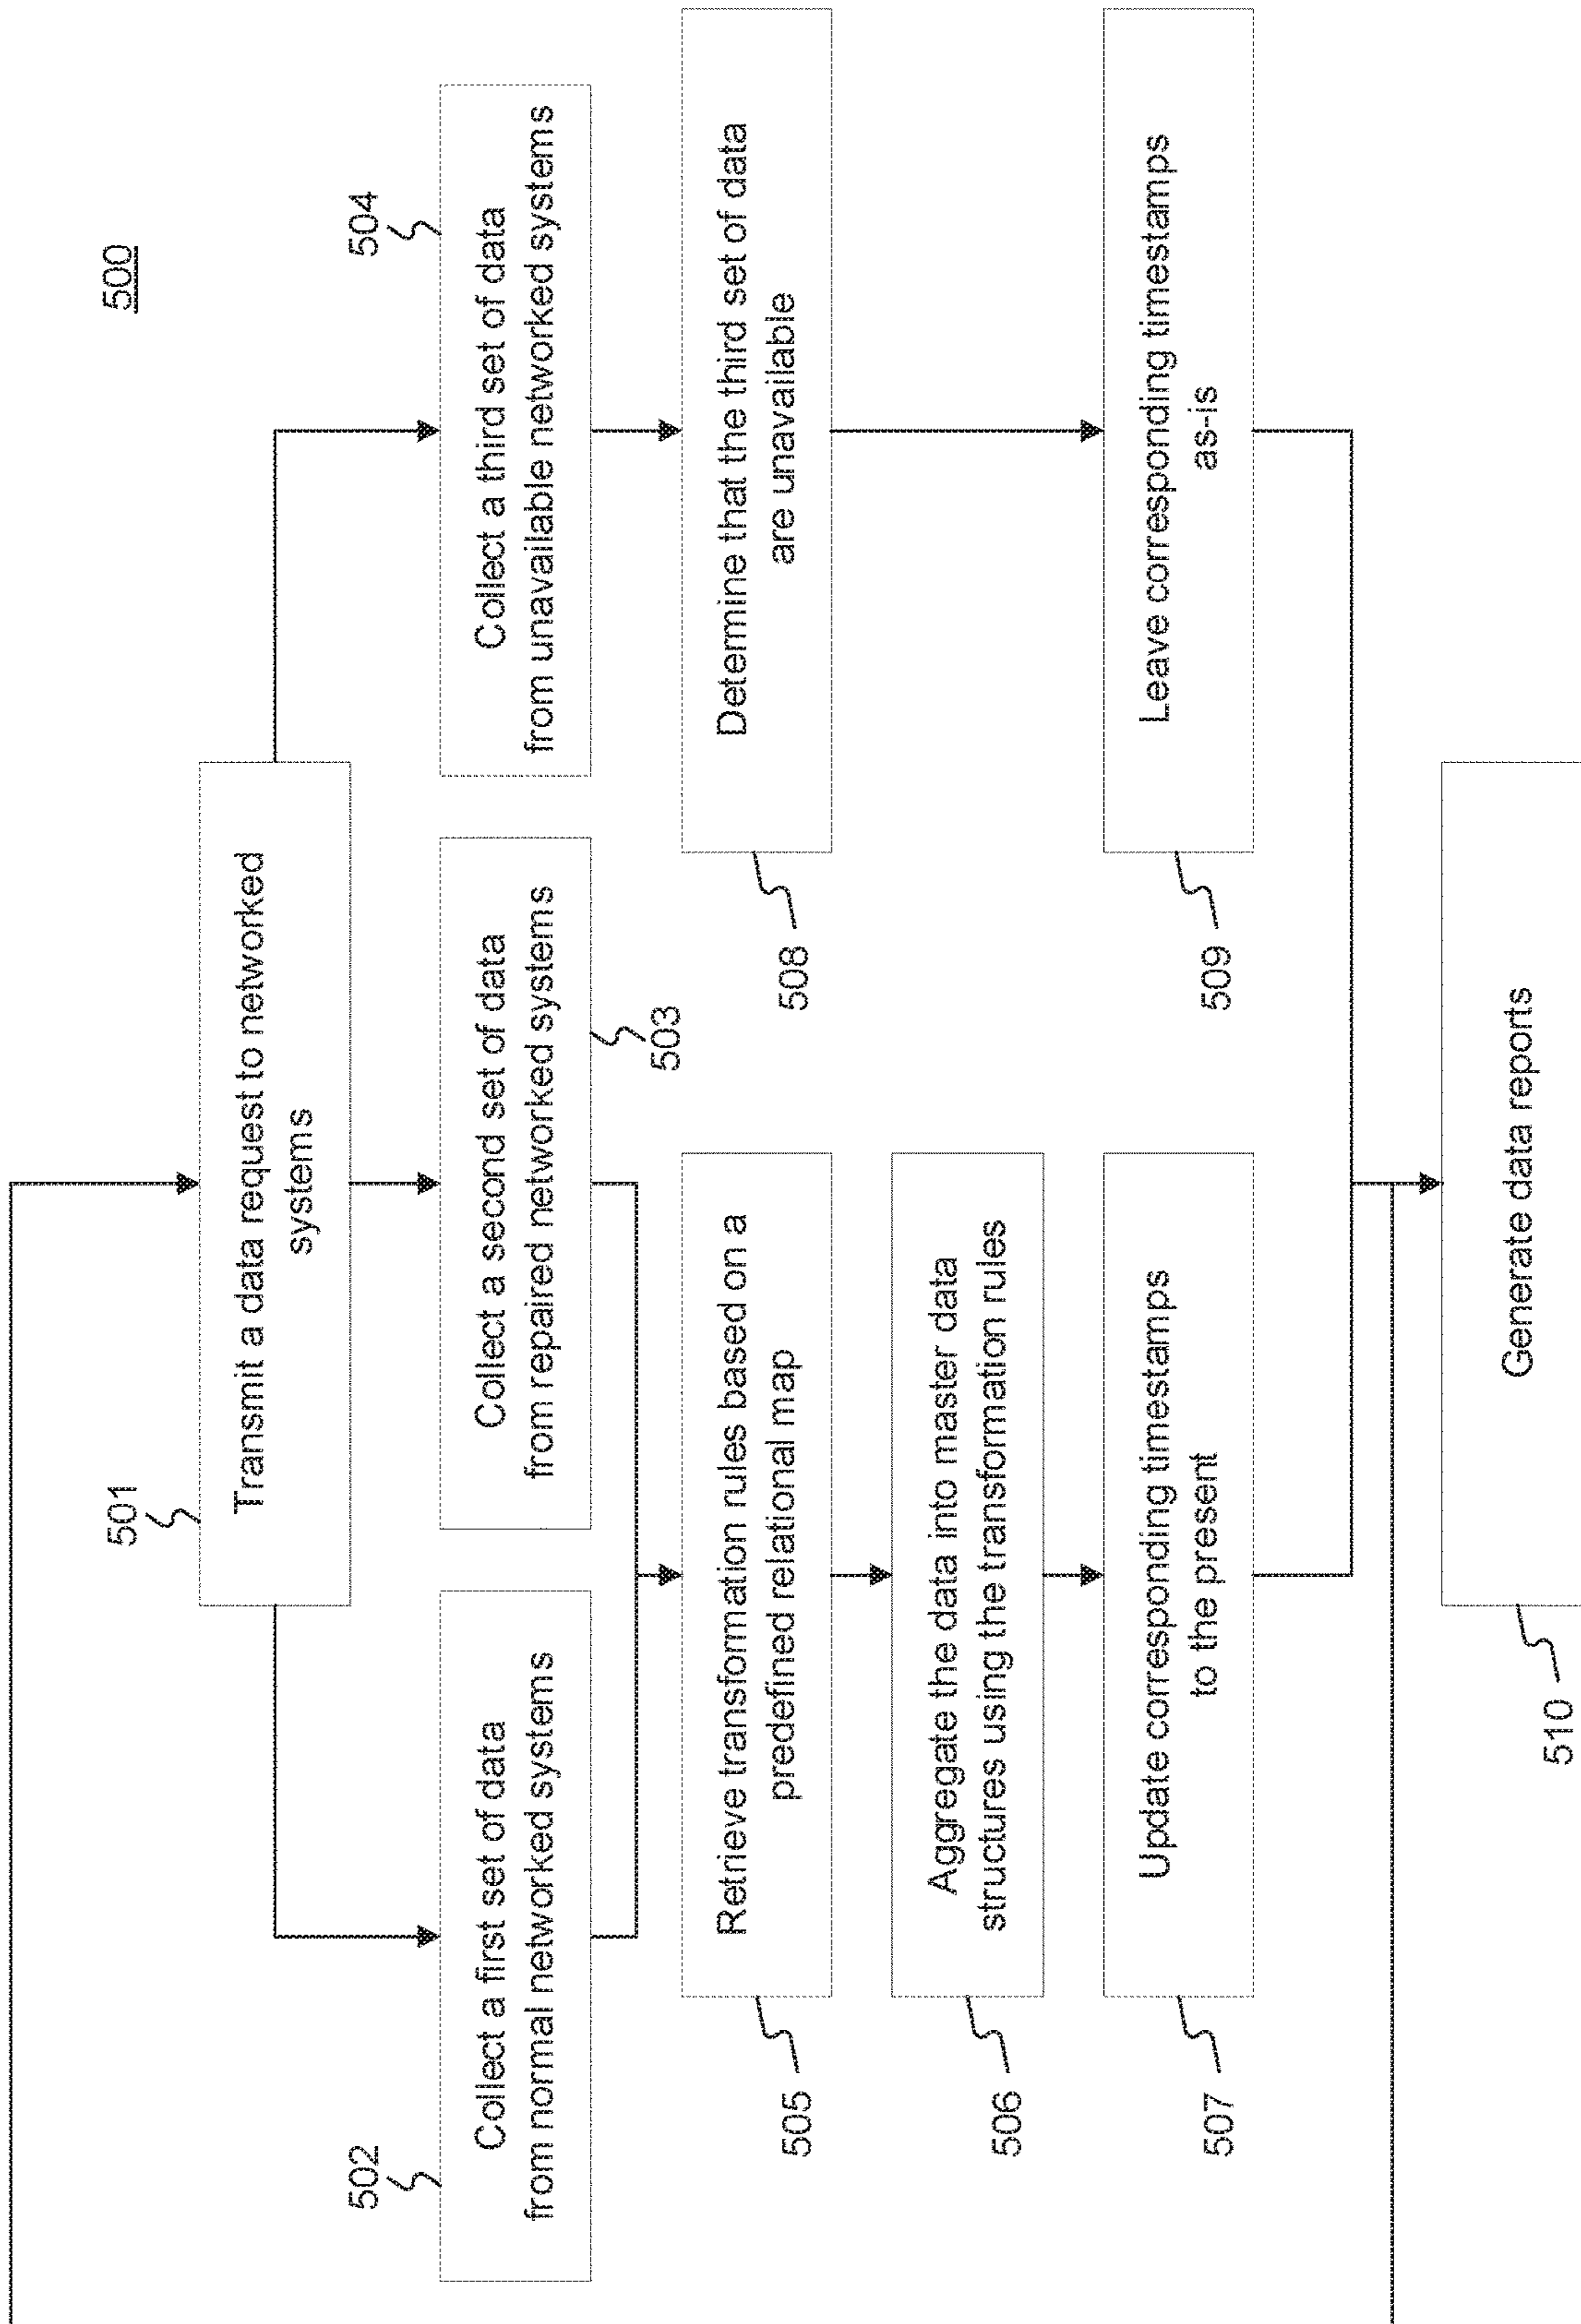 500
501
Transmit a data request to networked
systems
502
Collect a first set of data
from normal networked systems
Collect a second set of data
from repaired networked systems
503
504
Collect a third set of data
from unavailable networked systems
505
Retrieve transformation rules based on a
predefined relational map
506
Aggregate the data into master data
structures using the transformation rules
507
Update corresponding timestamps
to the present
508
Determine that the third set of data
are unavailable
509
Leave corresponding timestamps
as-is
510
Generate data reports